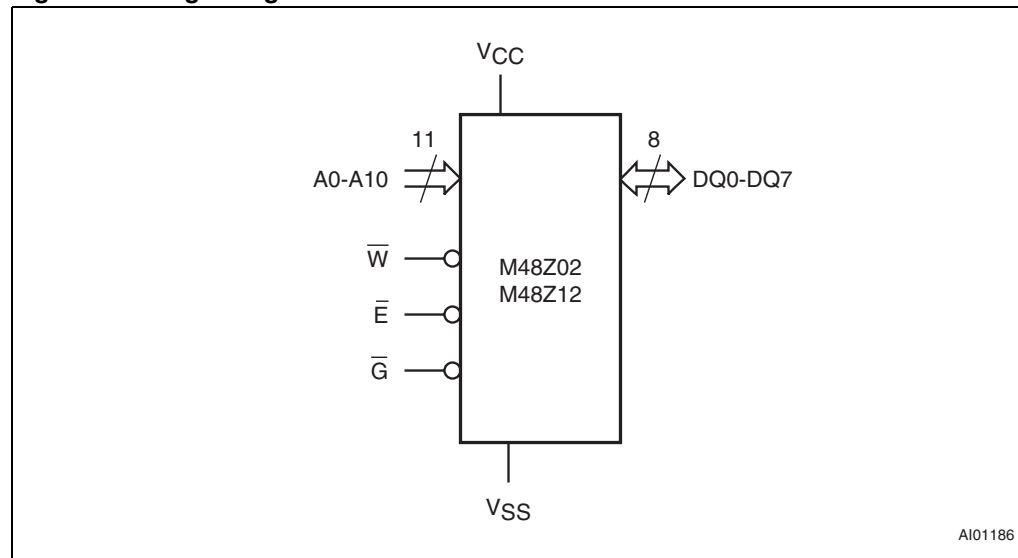 VCC
11
8
A0-A10
DQ0-DQ7
W̅
M48Z02
E̅
M48Z12
G̅
VSS
AI01186